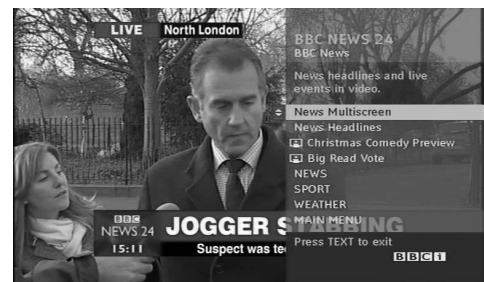 LIVE North London
BBC NEWS 24
BBC News
News headlines and live
events in video.
News Multiscreen
News Headlines
Christmas Comedy Preview
Big Read Vote
NEWS
SPORT
WEATHER
MAIN MENU
Press TEXT to exit
BBCi
BBC
NEWS 24
15:11
JOGGER STABBING
Suspect was